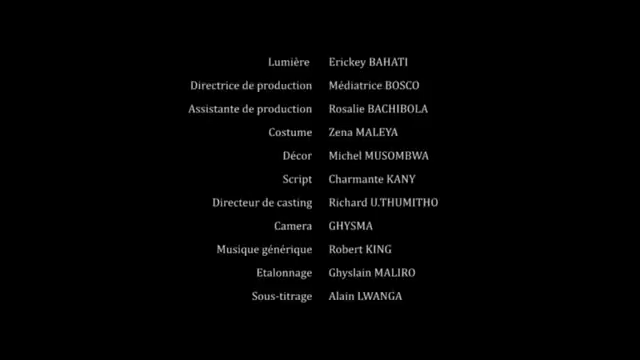 Lumière Erickey BAHATI
Directrice de production Médiatrice BOSCO
Assistante de production Rosalie BACHIBOLA
Costume Zena MALEYA
Décor Michel MUSOMBWA
Script Charmante KANY
Directeur de casting Richard U.THUMITHO
Camera GHYSMA
Musique générique Robert KING
Etalonnage Ghyslain MALIRO
Sous-titrage Alain LWANGA